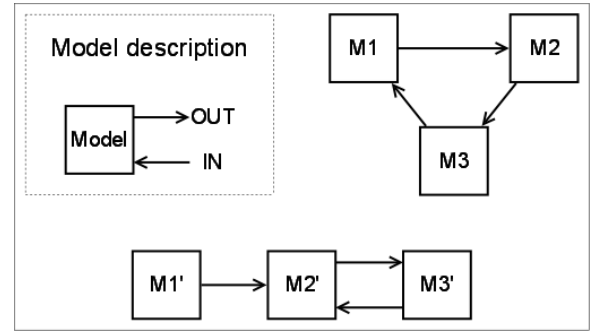 Model description
Model
OUT
IN
M1
M2
M3
M1'
M2'
M3'